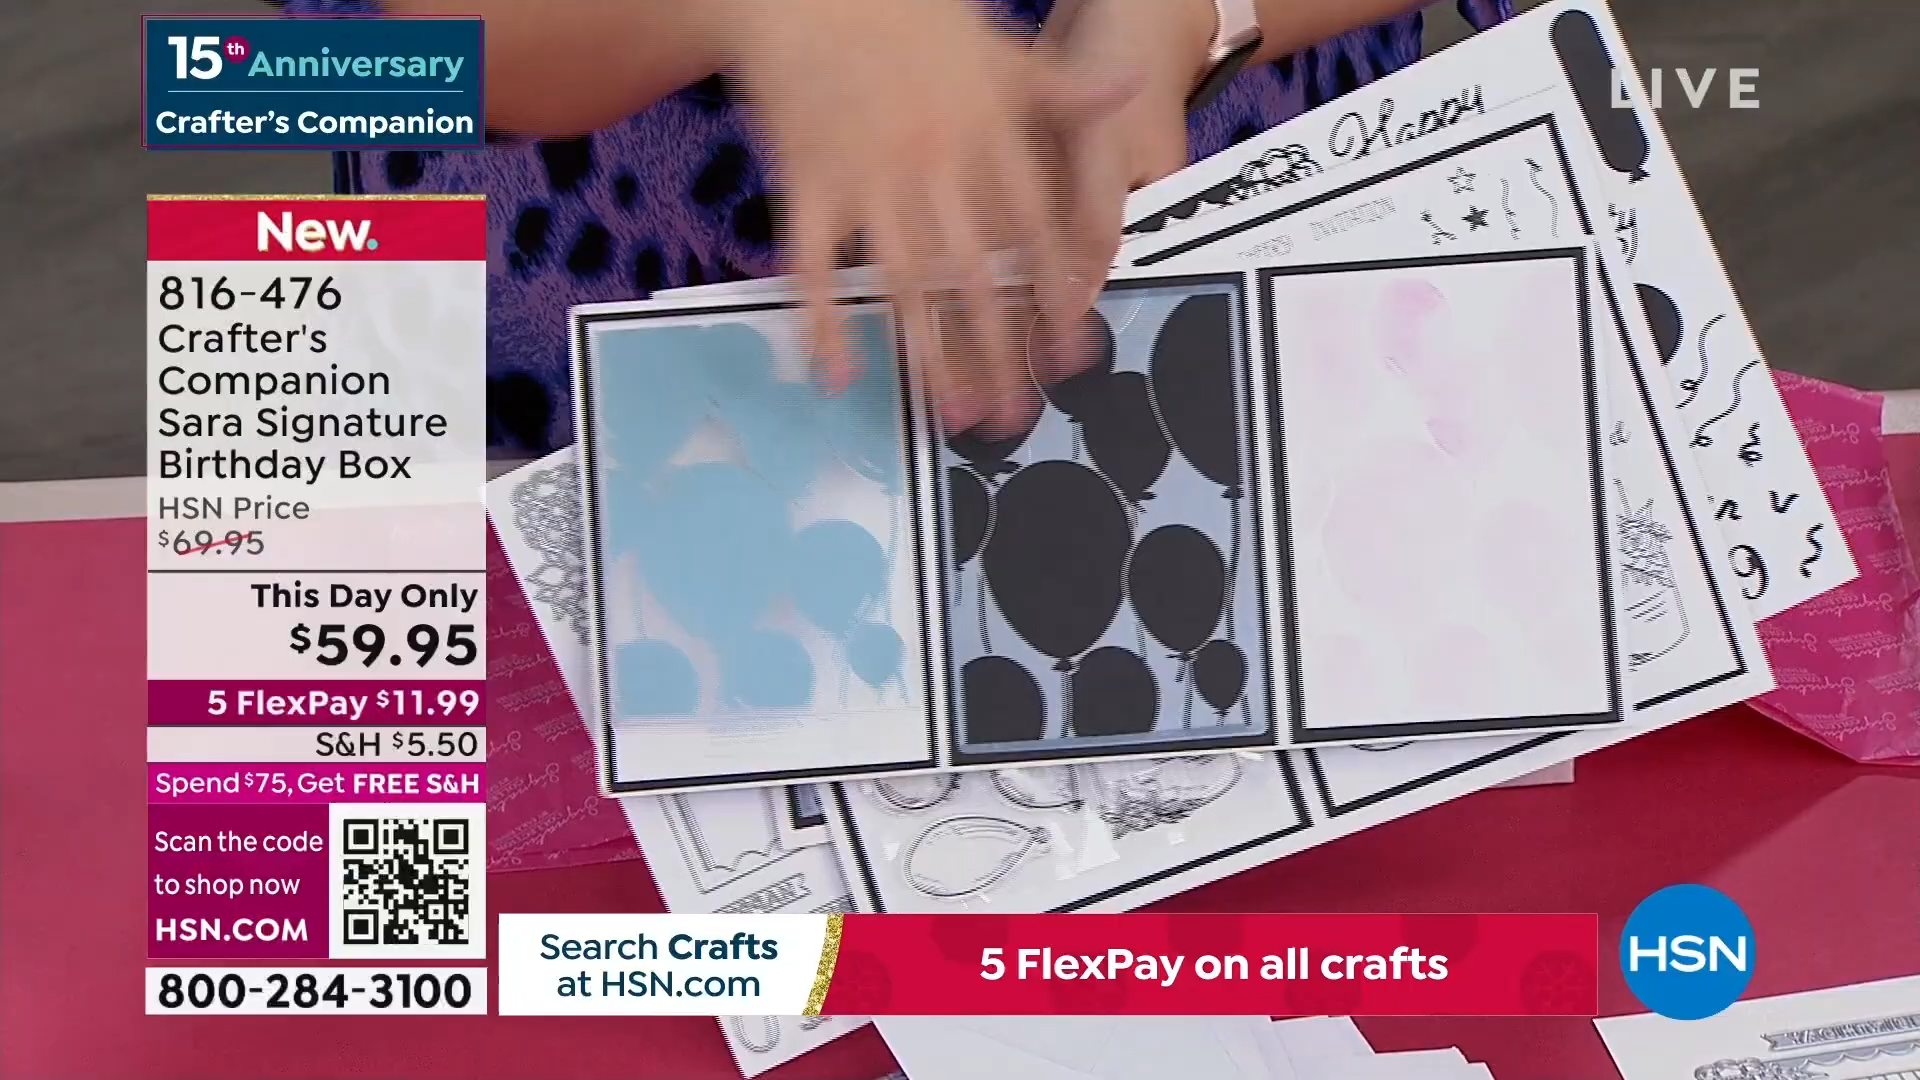 15th Anniversary
Crafter's Companion
LIVE
Happy
New.
816-476
Crafter's
Companion
Sara Signature
Birthday Box
HSN Price
$69.95
This Day Only
$59.95
5 FlexPay $11.99
S&H $5.50
Spend $75, Get FREE S&H
Scan the code
to shop now
HSN.COM
800-284-3100
Search Crafts
at HSN.com
5 FlexPay on all crafts
HSN